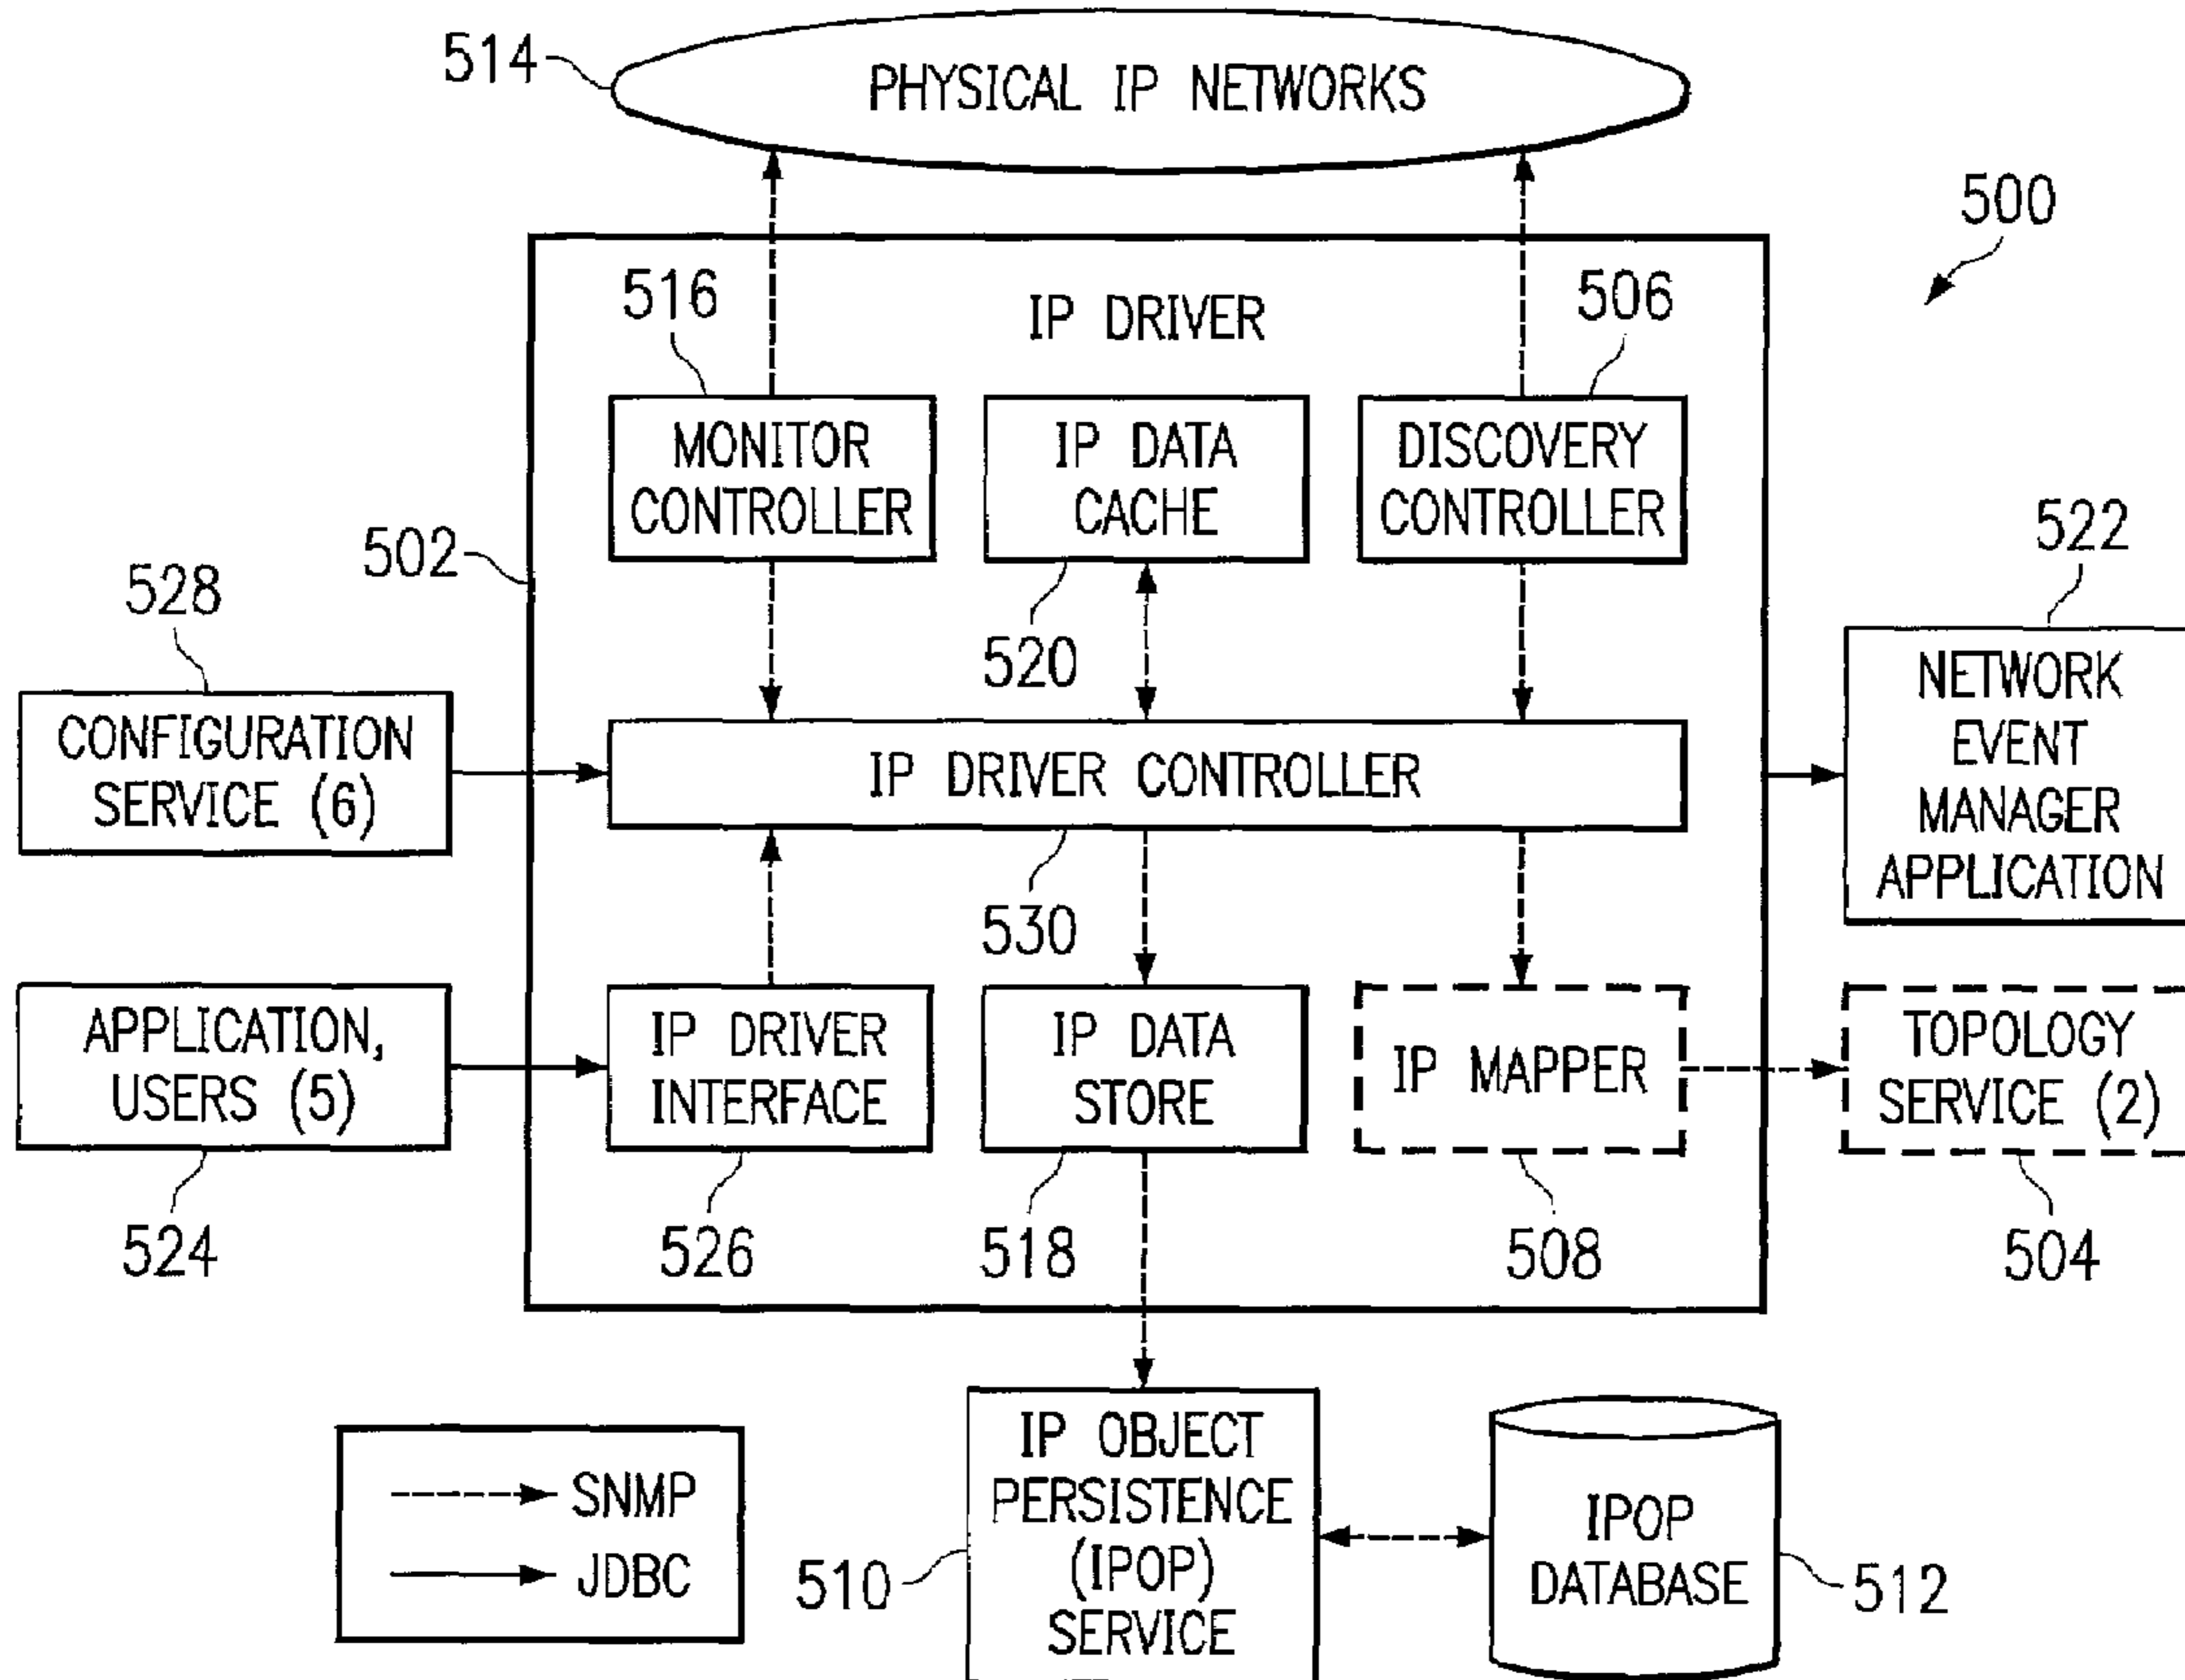 514
PHYSICAL IP NETWORKS
500
516
IP DRIVER
506
MONITOR
CONTROLLER
IP DATA
CACHE
DISCOVERY
CONTROLLER
502
522
528
520
NETWORK
EVENT
MANAGER
APPLICATION
CONFIGURATION
SERVICE (6)
IP DRIVER CONTROLLER
530
APPLICATION,
USERS (5)
IP DRIVER
INTERFACE
IP DATA
STORE
IP MAPPER
TOPOLOGY
SERVICE (2)
524
526
518
508
504
SNMP
JDBC
IP OBJECT
PERSISTENCE
(IPOP)
SERVICE
510
IPOP
DATABASE
512